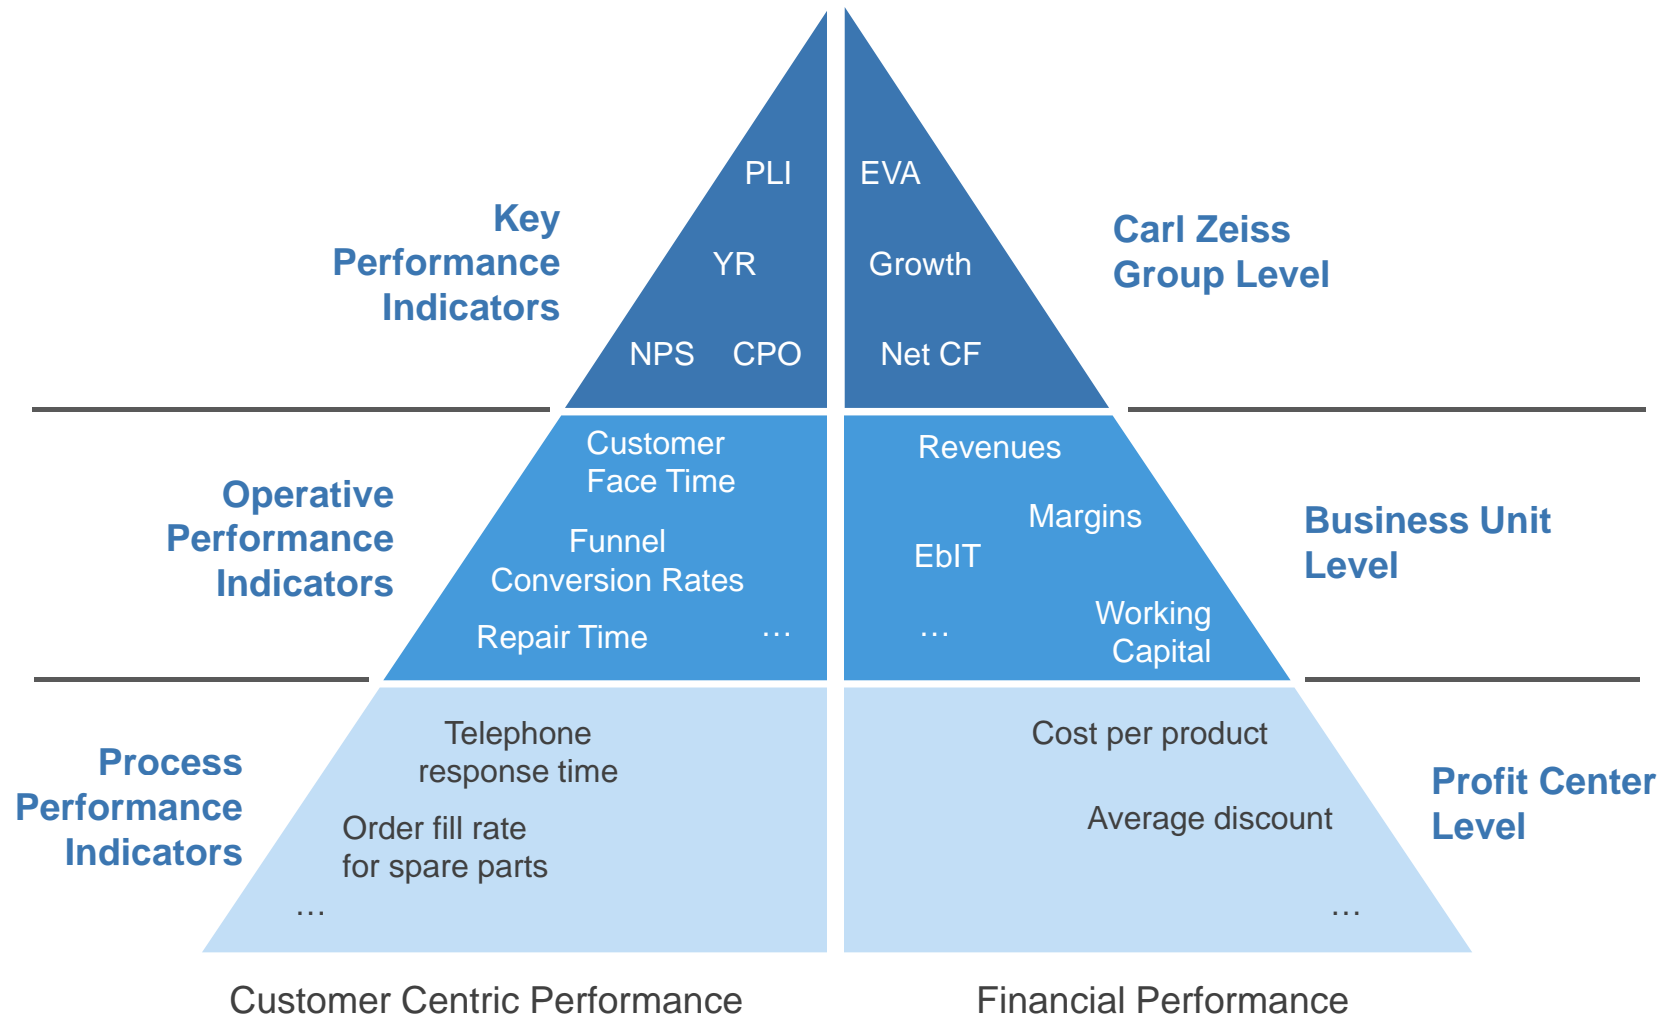 PLI
EVA
Key
Performance
Indicators
YR
Growth
Carl Zeiss
Group Level
NPS
CPO
Net CF
Operative
Performance
Indicators
Customer
Face Time
Funnel
Conversion Rates
Repair Time
…
Revenues
Margins
EbIT
…
Working
Capital
Business Unit
Level
Process
Performance
Indicators
Telephone
response time
Order fill rate
for spare parts
…
Cost per product
Average discount
…
Profit Center
Level
Customer Centric Performance
Financial Performance